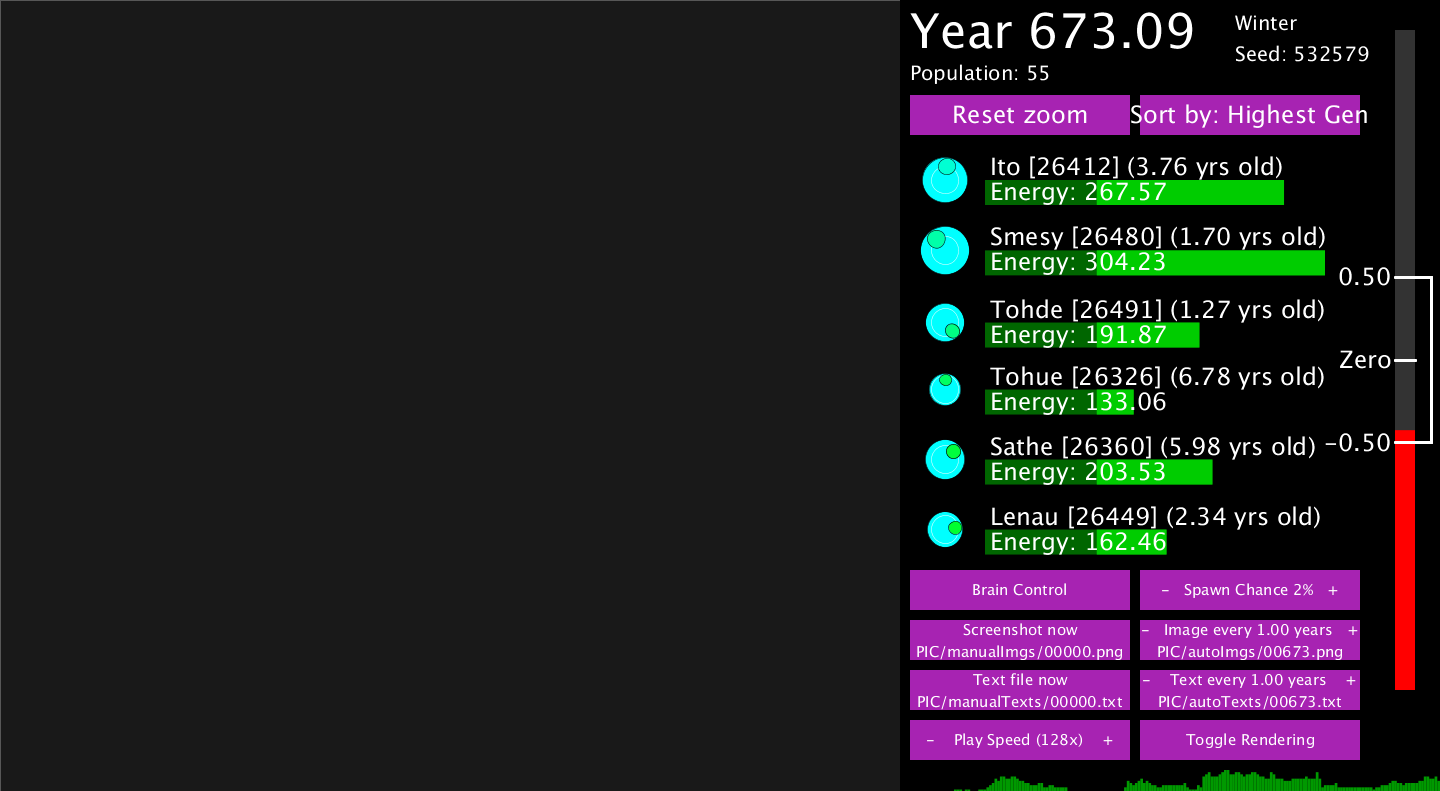 Year 673.09
Winter
Seed: 532579
Population: 55
Reset zoom
Sort by: Highest Gen
Ito [26412] (3.76 yrs old)
Energy: 267.57
Smesy [26480] (1.70 yrs old)
Energy: 304.23
Tohde [26491] (1.27 yrs old)
Energy: 191.87
Tohue [26326] (6.78 yrs old)
Energy: 133.06
Sathe [26360] (5.98 yrs old)
Energy: 203.53
Lenau [26449] (2.34 yrs old)
Energy: 162.46
0.50
Zero
-0.50
Brain Control
- Spawn Chance 2% +
Screenshot now
PIC/manualImgs/00000.png
- Image every 1.00 years +
PIC/autoImgs/00673.png
Text file now
PIC/manualTexts/00000.txt
- Text every 1.00 years +
PIC/autoTexts/00673.txt
- Play Speed (128x) +
Toggle Rendering